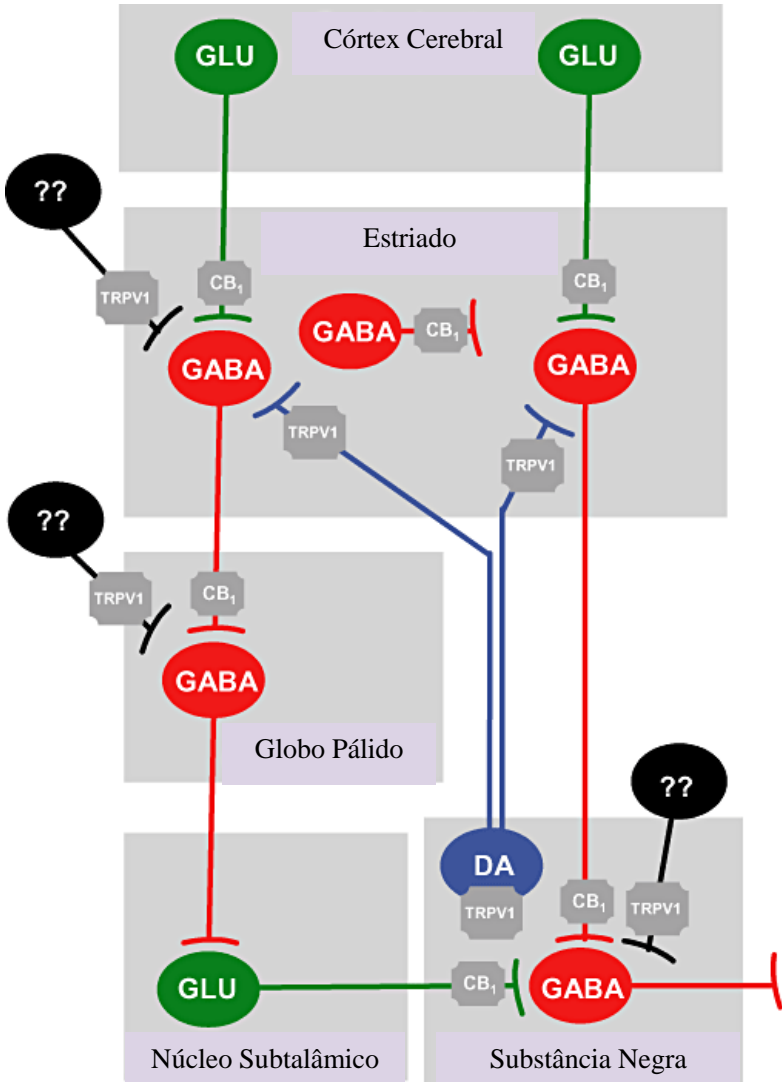 Córtex Cerebral
GLU
GLU
??
Estriado
TRPV1
CB₁
CB₁
GABA
CB₁
GABA
GABA
TRPV1
TRPV1
??
TRPV1
CB₁
GABA
Globo Pálido
??
DA
TRPV1
CB₁
TRPV1
GLU
CB₁
GABA
Núcleo Subtalâmico
Substância Negra